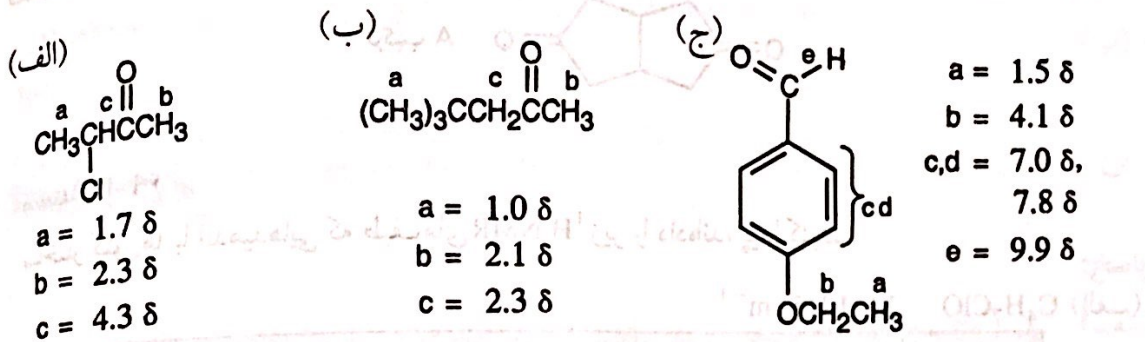 (الف)
O
a c b
CH₃CHCCH₃
Cl
a = 1.7 δ
b = 2.3 δ
c = 4.3 δ
(ب)
O
a c b
(CH₃)₃CCH₂CCH₃
a = 1.0 δ
b = 2.1 δ
c = 2.3 δ
(ج)
O e H
C
cd
b a
OCH₂CH₃
a = 1.5 δ
b = 4.1 δ
c,d = 7.0 δ,
7.8 δ
e = 9.9 δ